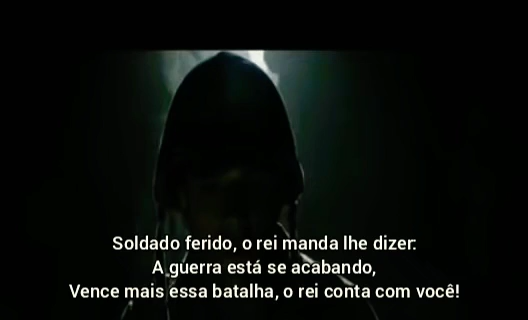 Soldado ferido, o rei manda lhe dizer:
A guerra está se acabando,
Vence mais essa batalha, o rei conta com você!